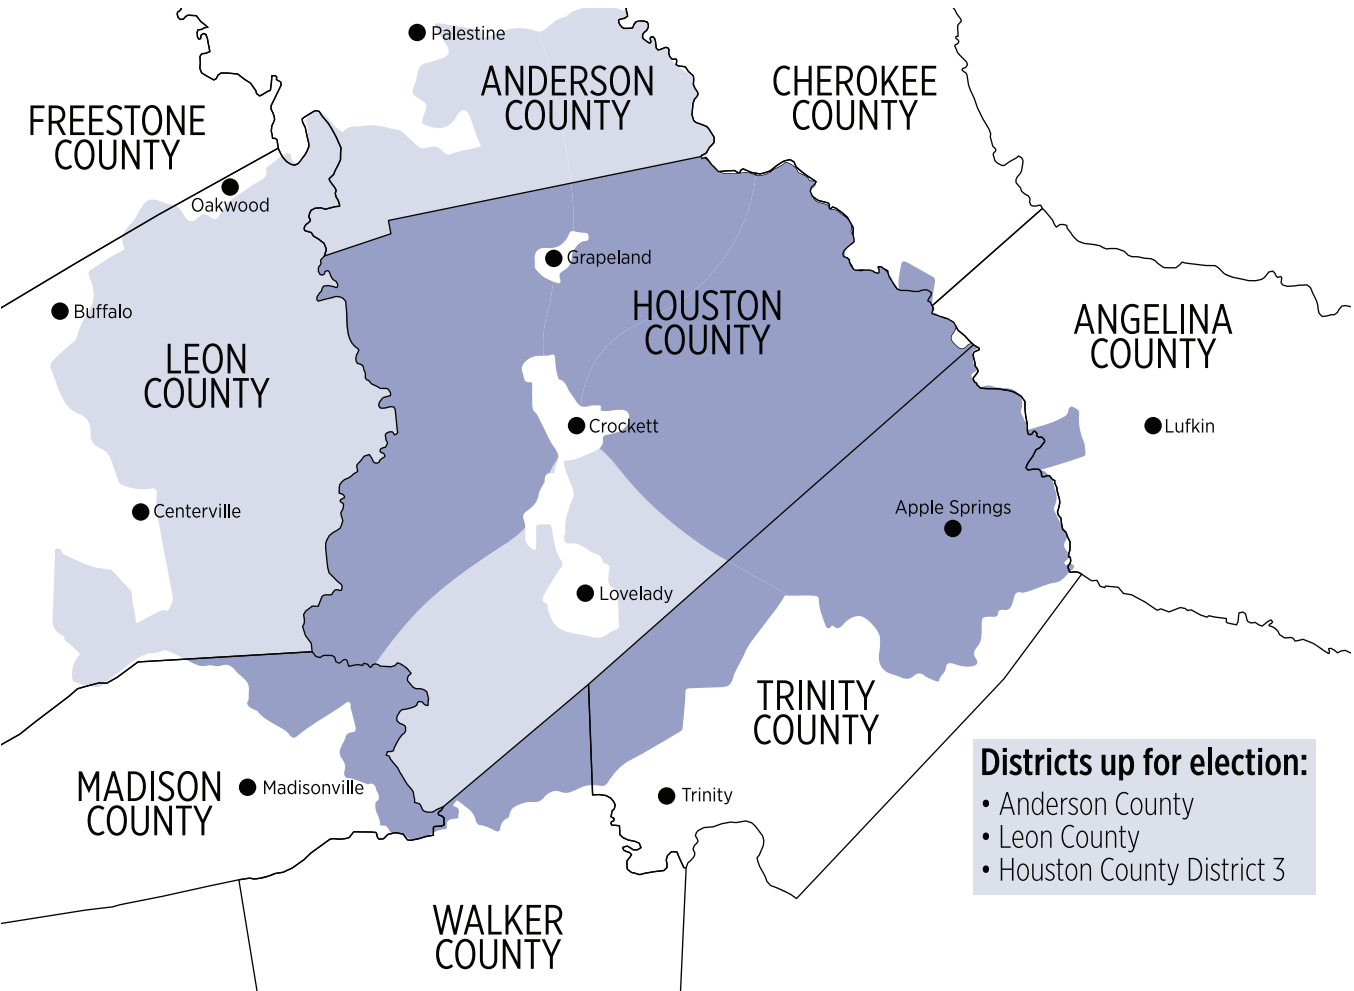 Palestine
ANDERSON
COUNTY
CHEROKEE
COUNTY
FREESTONE
COUNTY
Oakwood
Grapeland
Buffalo
HOUSTON
COUNTY
ANGELINA
COUNTY
LEON
COUNTY
Crockett
Lufkin
Centerville
Apple Springs
Lovelady
TRINITY
COUNTY
MADISON
COUNTY
Madisonville
Trinity
Districts up for election:
• Anderson County
• Leon County
• Houston County District 3
WALKER
COUNTY